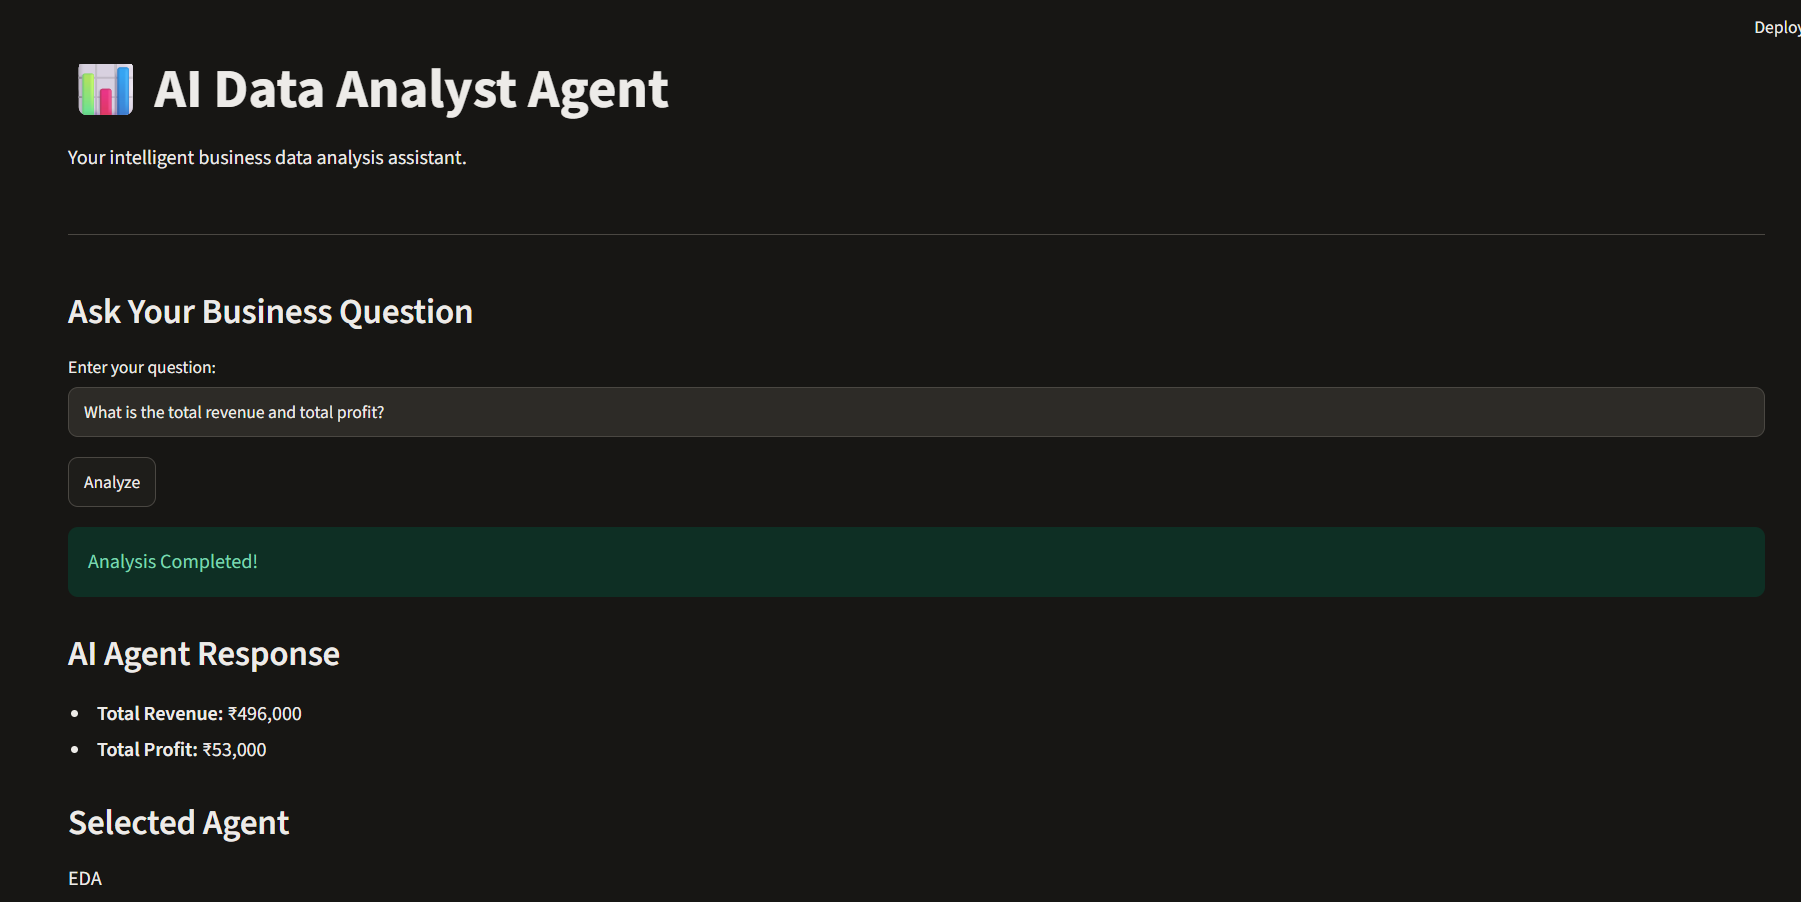 Deploy
AI Data Analyst Agent
Your intelligent business data analysis assistant.
Ask Your Business Question
Enter your question:
What is the total revenue and total profit?
Analyze
Analysis Completed!
AI Agent Response
• Total Revenue: ₹496,000
• Total Profit: ₹53,000
Selected Agent
EDA